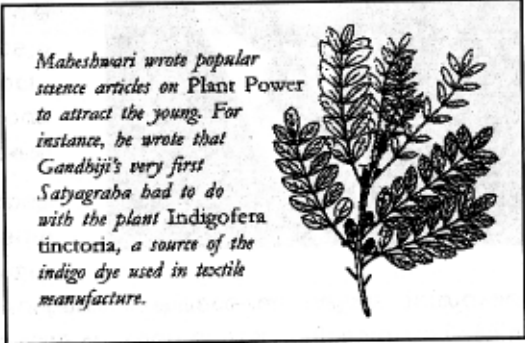 Maheshwari wrote popular
science articles on Plant Power
to attract the young. For
instance, he wrote that
Gandhiji's very first
Satyagraha had to do
with the plant Indigofera
tinctoria, a source of the
indigo dye used in textile
manufacture.